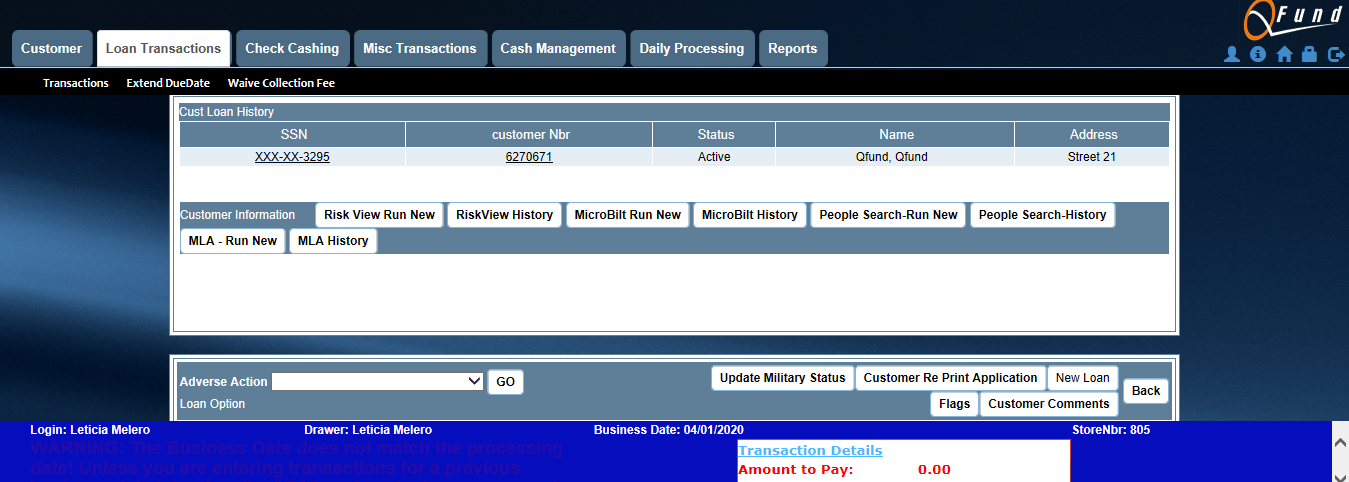 Fund
Customer Loan Transactions Check Cashing Misc Transactions Cash Management Daily Processing Reports
Transactions Extend DueDate Waive Collection Fee
Cust Loan History
SSN customer Nbr Status Name Address
XXX-XX-3295 6270671 Active Qfund, Qfund Street 21
Customer Information Risk View Run New RiskView History MicroBilt Run New MicroBilt History People Search-Run New People Search-History
MLA - Run New MLA History
Adverse Action GO Update Military Status Customer Re Print Application New Loan Back
Loan Option Flags Customer Comments
Login: Leticia Melero Drawer: Leticia Melero Business Date: 04/01/2020 StoreNbr: 805
WARNING: The Business Date does not match the processing
date! Unless you are entering transactions for a previous
Transaction Details
Amount to Pay: 0.00